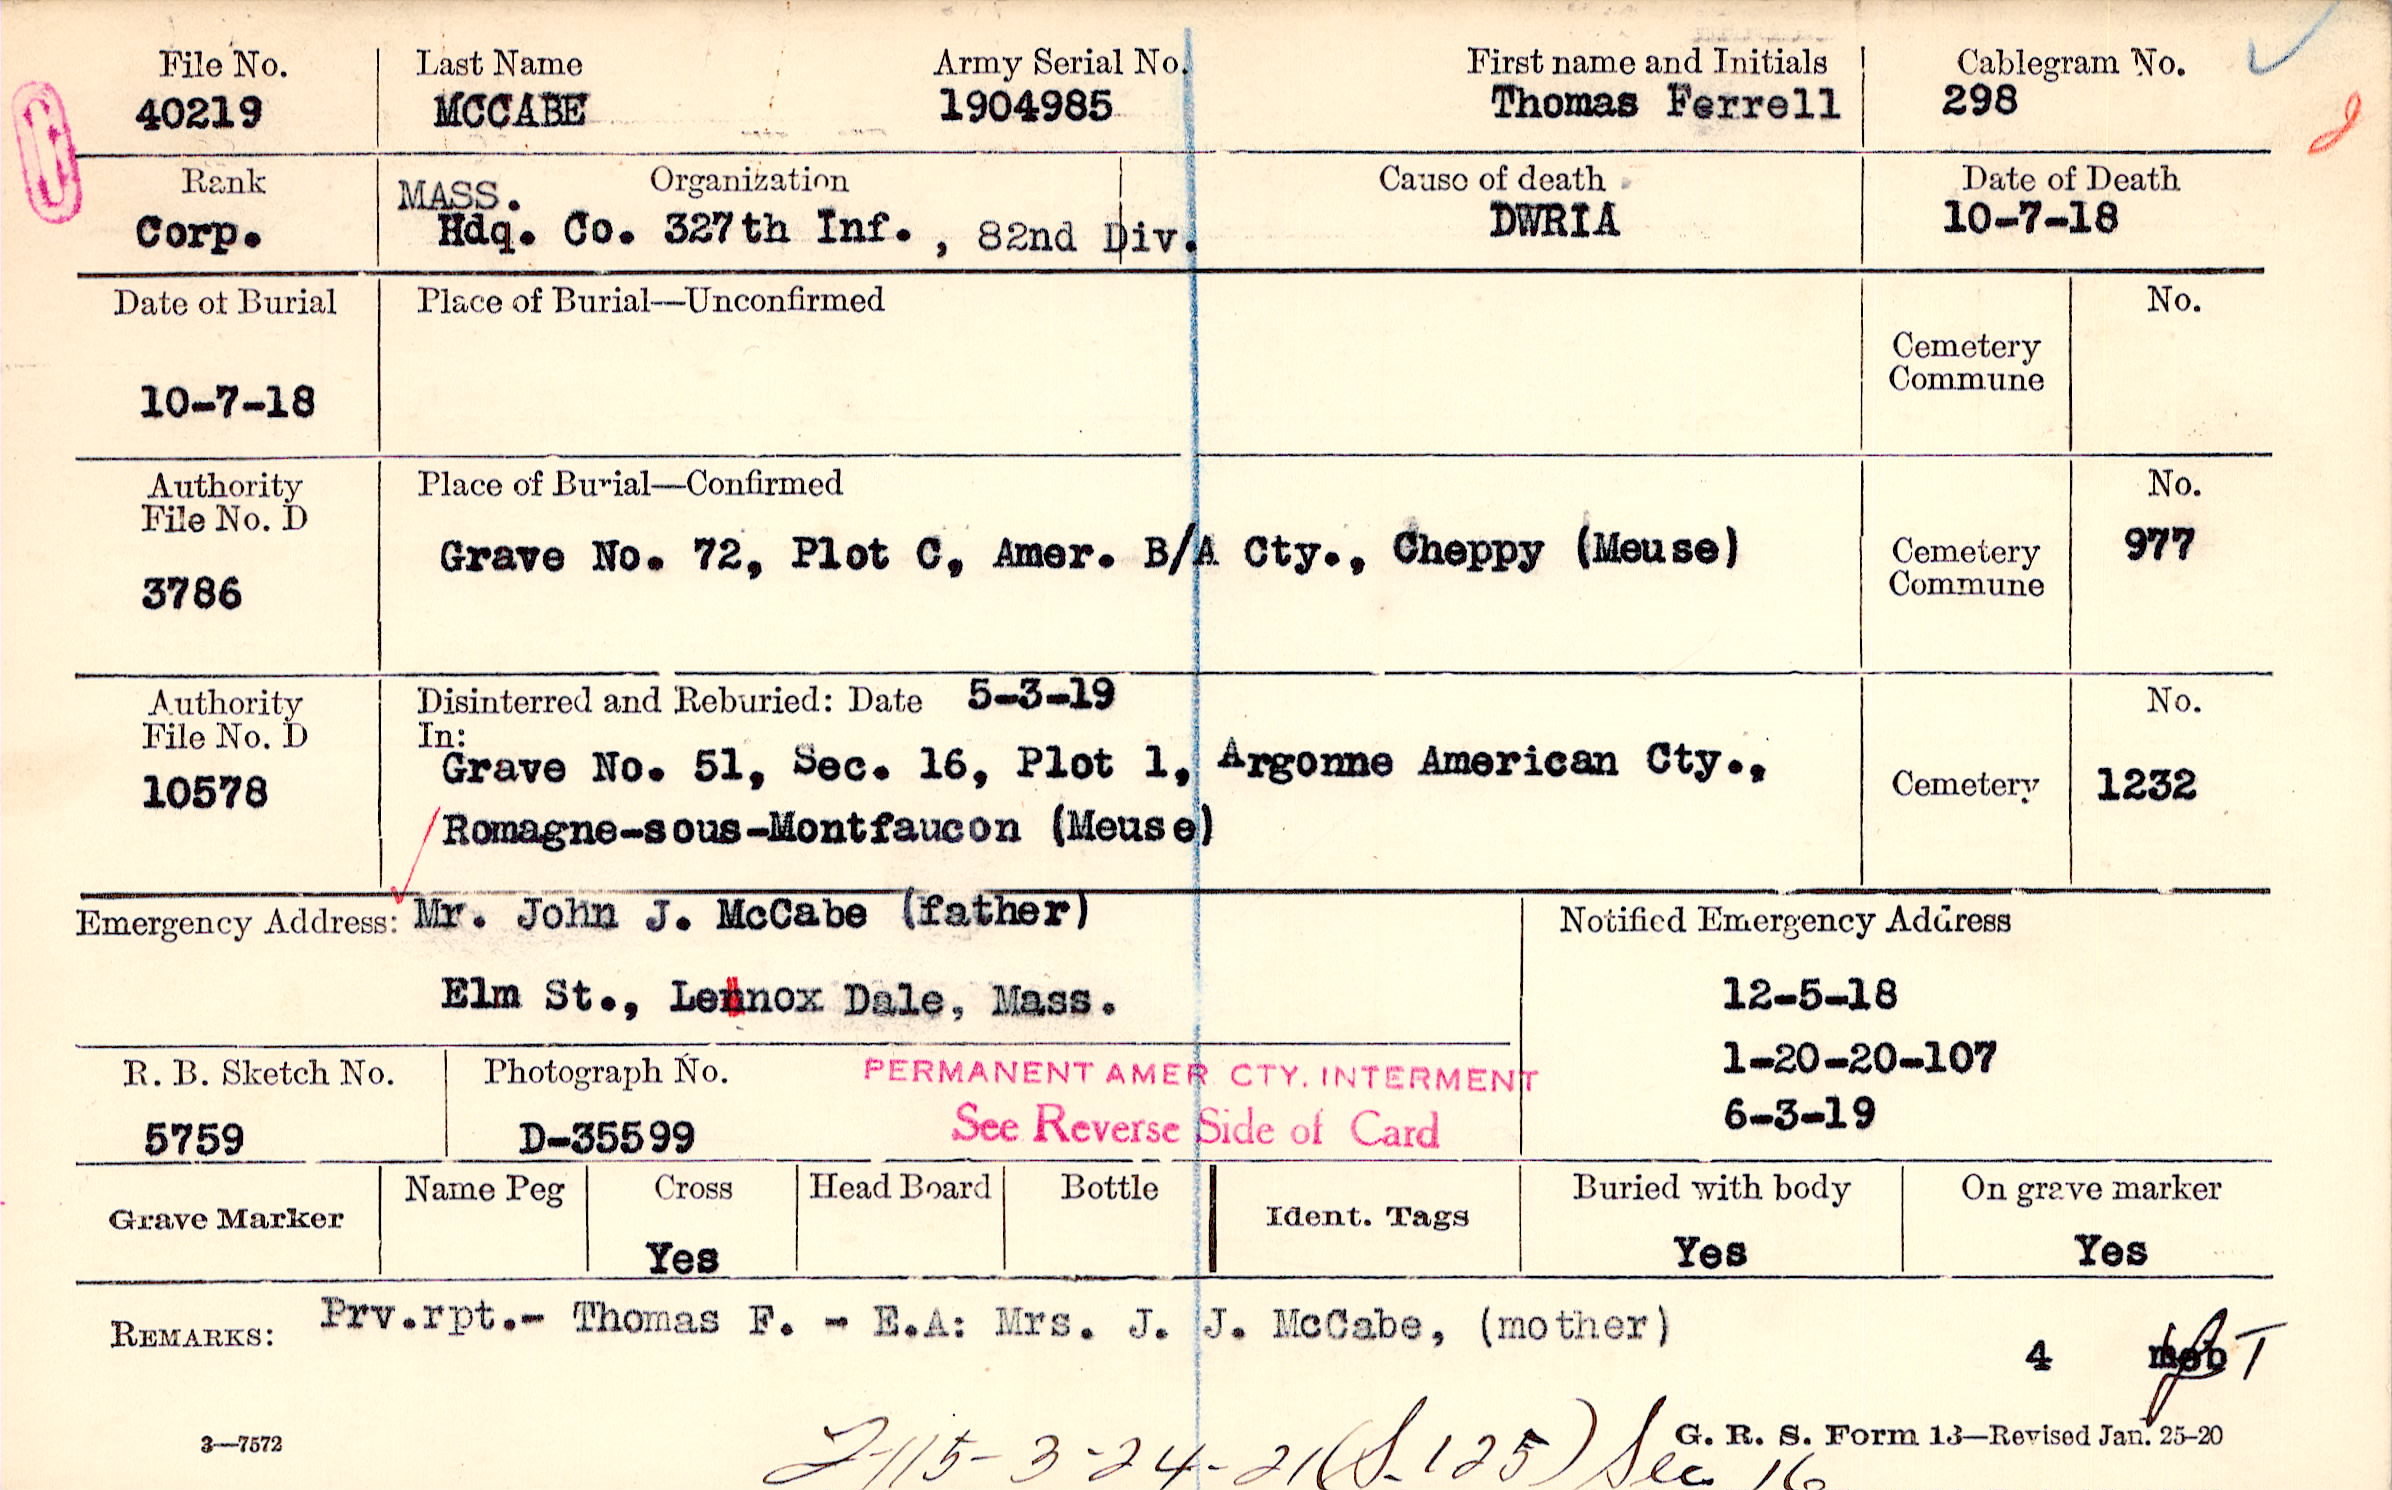 File No. Last Name Army Serial No. First name and Initials Cablegram No.
40219 MCCABE 1904985 Thomas Ferrell 298
Rank MASS. Organization Cause of death Date of Death
Corp. Hdq. Co. 327th Inf. , 82nd Div. DWRIA 10-7-18
Date of Burial Place of Burial—Unconfirmed No.
Cemetery
Commune
10-7-18
Authority Place of Burial—Confirmed No.
File No. D
Grave No. 72, Plot C, Amer. B/A Cty., Cheppy (Meuse) Cemetery 977
3786 Commune
Authority Disinterred and Reburied: Date 5-3-19 No.
File No. D In:
10578 Grave No. 51, Sec. 16, Plot 1, Argonne American Cty., Cemetery 1232
Romagne-sous-Montfaucon (Meuse)
Emergency Address: Mr. John J. McCabe (father) Notified Emergency Address
Elm St., Lennox Dale, Mass. 12-5-18
1-20-20-107
6-3-19
R. B. Sketch No. Photograph No. PERMANENT AMER CTY. INTERMENT
5759 D-35599 See Reverse Side of Card
Grave Marker Name Peg Cross Head Board Bottle Ident. Tags Buried with body On grave marker
Yes Yes Yes
REMARKS: Prv.rpt.- Thomas F. - E.A: Mrs. J. J. McCabe, (mother)
4
3—7572 G. R. S. Form 13—Revised Jan. 25-20
3-24-21 (S-125) Sec 16